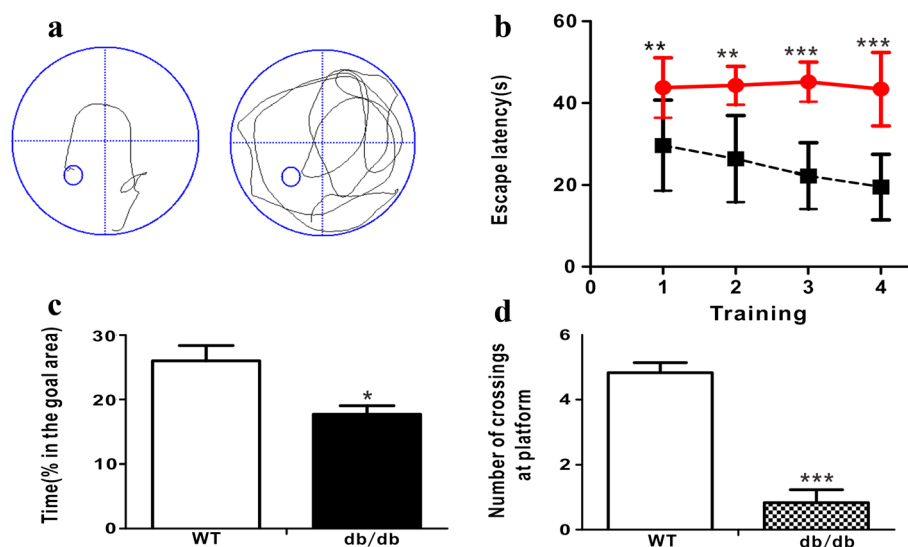 a
b
Escape latency(s)
60
40
20
0
** ** *** ***
0 1 2 3 4
Training
c
Time(% in the goal area)
30
20
10
0
*
WT db/db
d
Number of crossings
at platform
6
4
2
0
***
WT db/db